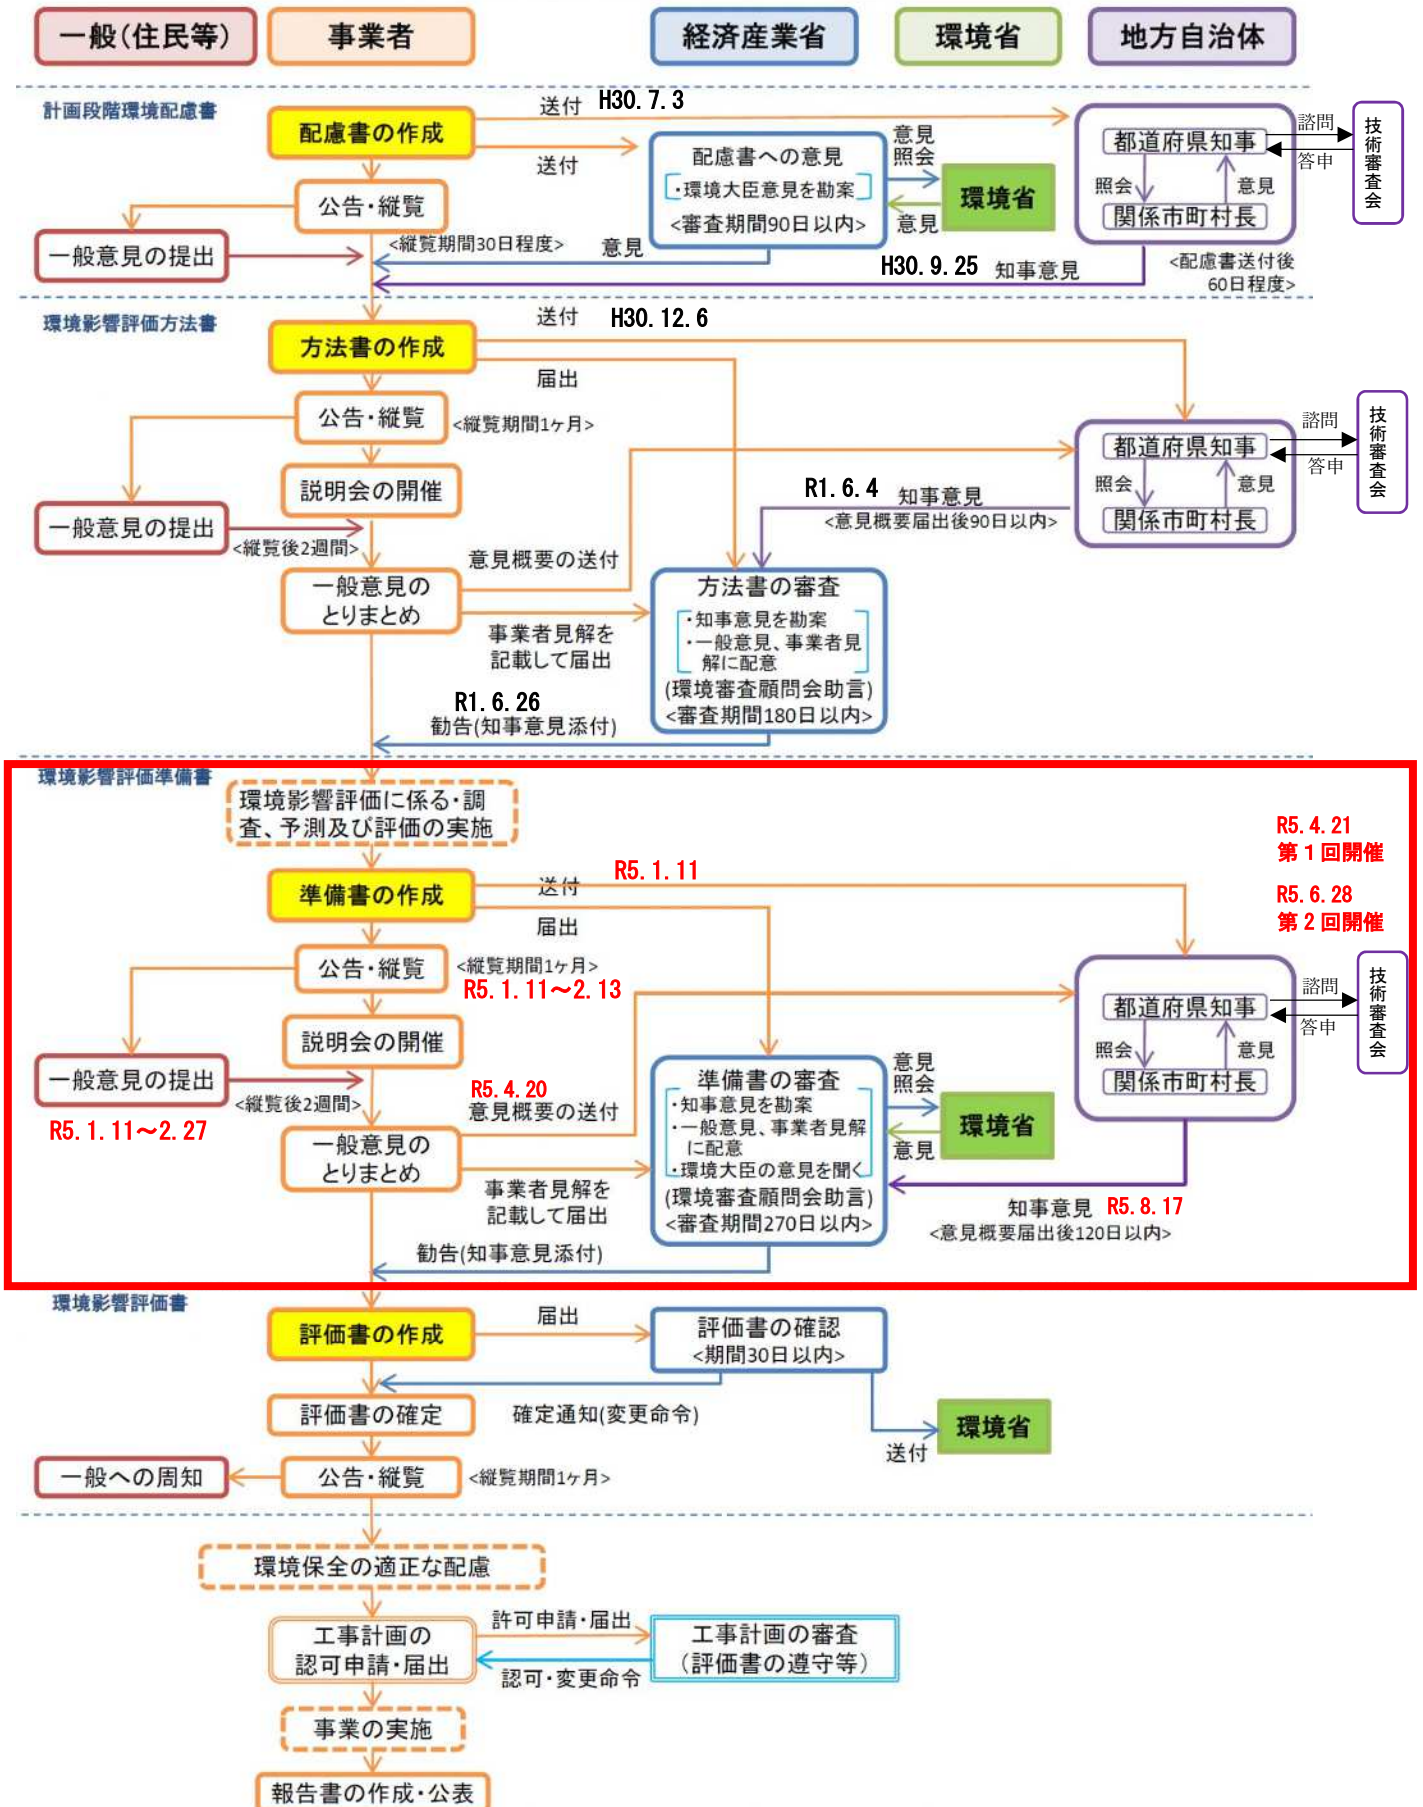 一般(住民等)
事業者
経済産業省
環境省
地方自治体
計画段階環境配慮書
配慮書の作成
送付 H30.7.3
送付
公告・縦覧
<縦覧期間30日程度>
一般意見の提出
配慮書への意見
・環境大臣意見を勘案
<審査期間90日以内>
意見
照会
意見
環境省
意見
都道府県知事
照会
意見
関係市町村長
諮問
答申
技術審査会
H30.9.25 知事意見
<配慮書送付後
60日程度>
環境影響評価方法書
方法書の作成
送付 H30.12.6
届出
公告・縦覧
<縦覧期間1ヶ月>
説明会の開催
一般意見の提出
<縦覧後2週間>
意見概要の送付
一般意見の
とりまとめ
事業者見解を
記載して届出
都道府県知事
照会
意見
関係市町村長
諮問
答申
技術審査会
R1.6.4 知事意見
<意見概要届出後90日以内>
方法書の審査
・知事意見を勘案
・一般意見、事業者見
解に配意
(環境審査顧問会助言)
<審査期間180日以内>
R1.6.26
勧告(知事意見添付)
環境影響評価準備書
環境影響評価に係る・調
査、予測及び評価の実施
準備書の作成
送付 R5.1.11
届出
公告・縦覧
<縦覧期間1ヶ月>
R5.1.11～2.13
説明会の開催
一般意見の提出
<縦覧後2週間>
R5.1.11～2.27
R5.4.20
意見概要の送付
一般意見の
とりまとめ
事業者見解を
記載して届出
R5.4.21
第1回開催
R5.6.28
第2回開催
都道府県知事
照会
意見
関係市町村長
諮問
答申
技術審査会
準備書の審査
・知事意見を勘案
・一般意見、事業者見解
に配意
・環境大臣の意見を聞く
(環境審査顧問会助言)
<審査期間270日以内>
意見
照会
意見
環境省
知事意見 R5.8.17
<意見概要届出後120日以内>
勧告(知事意見添付)
環境影響評価書
評価書の作成
届出
評価書の確認
<期間30日以内>
確定通知(変更命令)
評価書の確定
送付
環境省
公告・縦覧
<縦覧期間1ヶ月>
一般への周知
環境保全の適正な配慮
工事計画の
認可申請・届出
許可申請・届出
認可・変更命令
工事計画の審査
(評価書の遵守等)
事業の実施
報告書の作成・公表